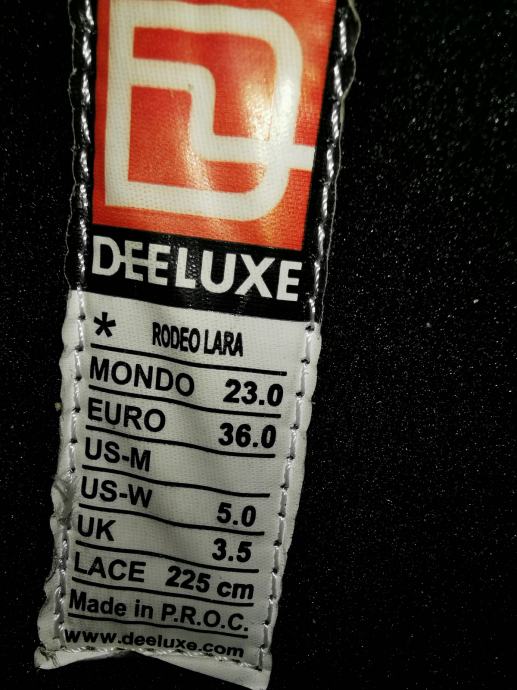 DEELUXE
* RODEO LARA
MONDO 23.0
EURO 36.0
US-M
US-W 5.0
UK 3.5
LACE 225 cm
Made in P.R.O.C.
www.deeluxe.com